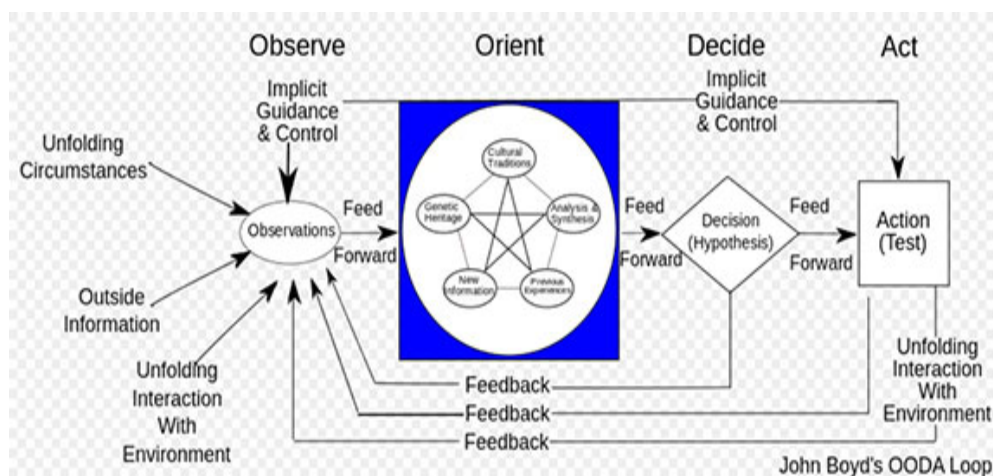 Observe
Orient
Decide
Act
Implicit
Guidance
& Control
Implicit
Guidance
& Control
Unfolding
Circumstances
Observations
Feed
Forward
Cultural
Traditions
Genetic
Heritage
Analysis &
Synthesis
New
Information
Previous
Experiences
Feed
Forward
Decision
(Hypothesis)
Feed
Forward
Action
(Test)
Outside
Information
Unfolding
Interaction
With
Environment
Feedback
Feedback
Feedback
Unfolding
Interaction
With
Environment
John Boyd's OODA Loop